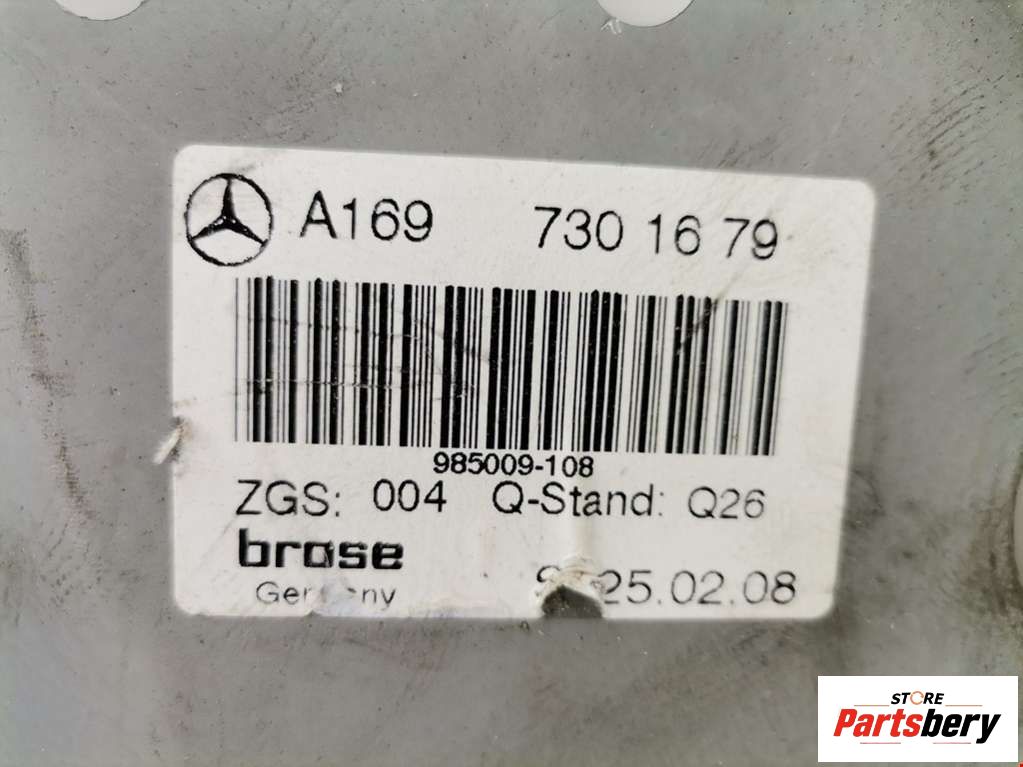 A169 730 16 79
985009-108
ZGS: 004 Q-Stand: Q26
brose
25.02.08
STORE
Partsbery